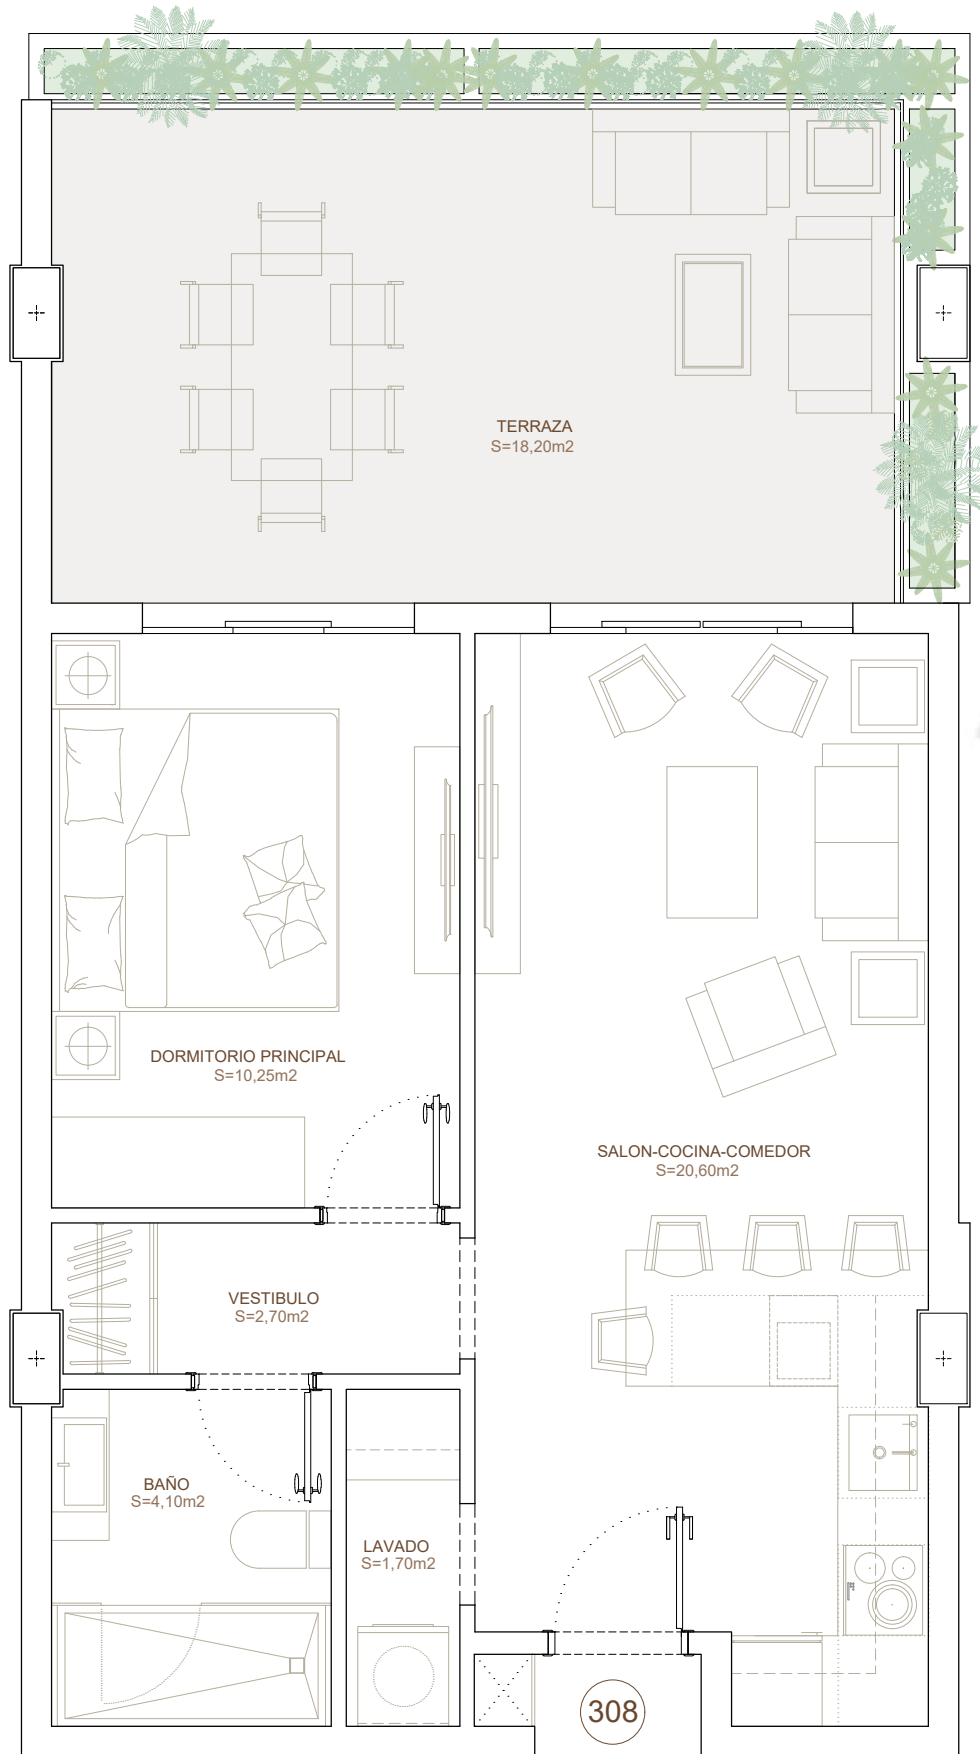 TERRAZA
S=18,20m2
DORMITORIO PRINCIPAL
S=10,25m2
SALON-COCINA-COMEDOR
S=20,60m2
VESTIBULO
S=2,70m2
BAÑO
S=4,10m2
LAVADO
S=1,70m2
308